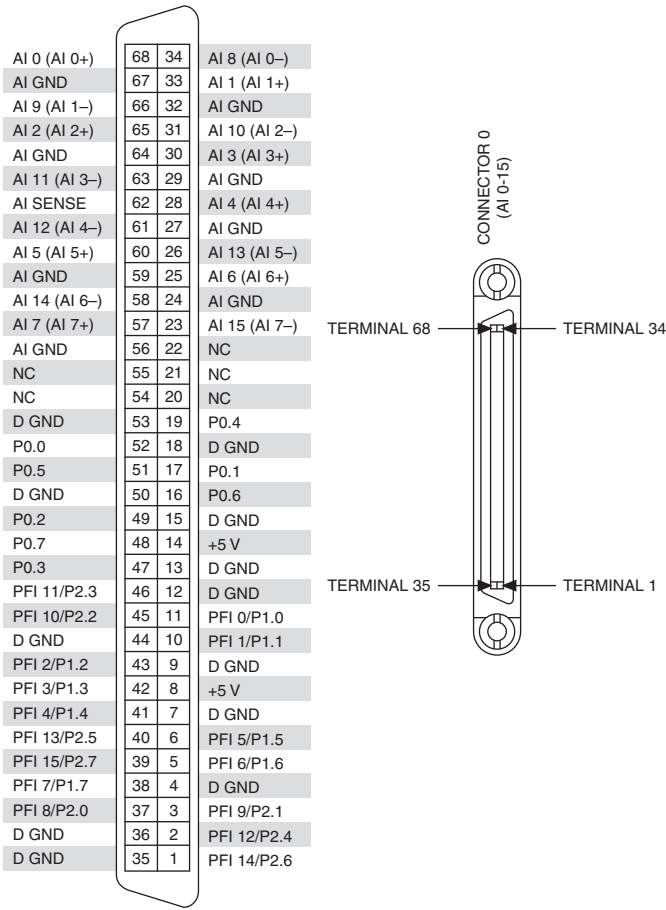 AI 0 (AI 0+) 68 34 AI 8 (AI 0–)
AI GND 67 33 AI 1 (AI 1+)
AI 9 (AI 1–) 66 32 AI GND
AI 2 (AI 2+) 65 31 AI 10 (AI 2–)
AI GND 64 30 AI 3 (AI 3+)
AI 11 (AI 3–) 63 29 AI GND
AI SENSE 62 28 AI 4 (AI 4+)
AI 12 (AI 4–) 61 27 AI GND
AI 5 (AI 5+) 60 26 AI 13 (AI 5–)
AI GND 59 25 AI 6 (AI 6+)
AI 14 (AI 6–) 58 24 AI GND
AI 7 (AI 7+) 57 23 AI 15 (AI 7–)
AI GND 56 22 NC
NC 55 21 NC
NC 54 20 NC
D GND 53 19 P0.4
P0.0 52 18 D GND
P0.5 51 17 P0.1
D GND 50 16 P0.6
P0.2 49 15 D GND
P0.7 48 14 +5 V
P0.3 47 13 D GND
PFI 11/P2.3 46 12 D GND
PFI 10/P2.2 45 11 PFI 0/P1.0
D GND 44 10 PFI 1/P1.1
PFI 2/P1.2 43 9 D GND
PFI 3/P1.3 42 8 +5 V
PFI 4/P1.4 41 7 D GND
PFI 13/P2.5 40 6 PFI 5/P1.5
PFI 15/P2.7 39 5 PFI 6/P1.6
PFI 7/P1.7 38 4 D GND
PFI 8/P2.0 37 3 PFI 9/P2.1
D GND 36 2 PFI 12/P2.4
D GND 35 1 PFI 14/P2.6
CONNECTOR 0
(AI 0-15)
TERMINAL 68 TERMINAL 34
TERMINAL 35 TERMINAL 1